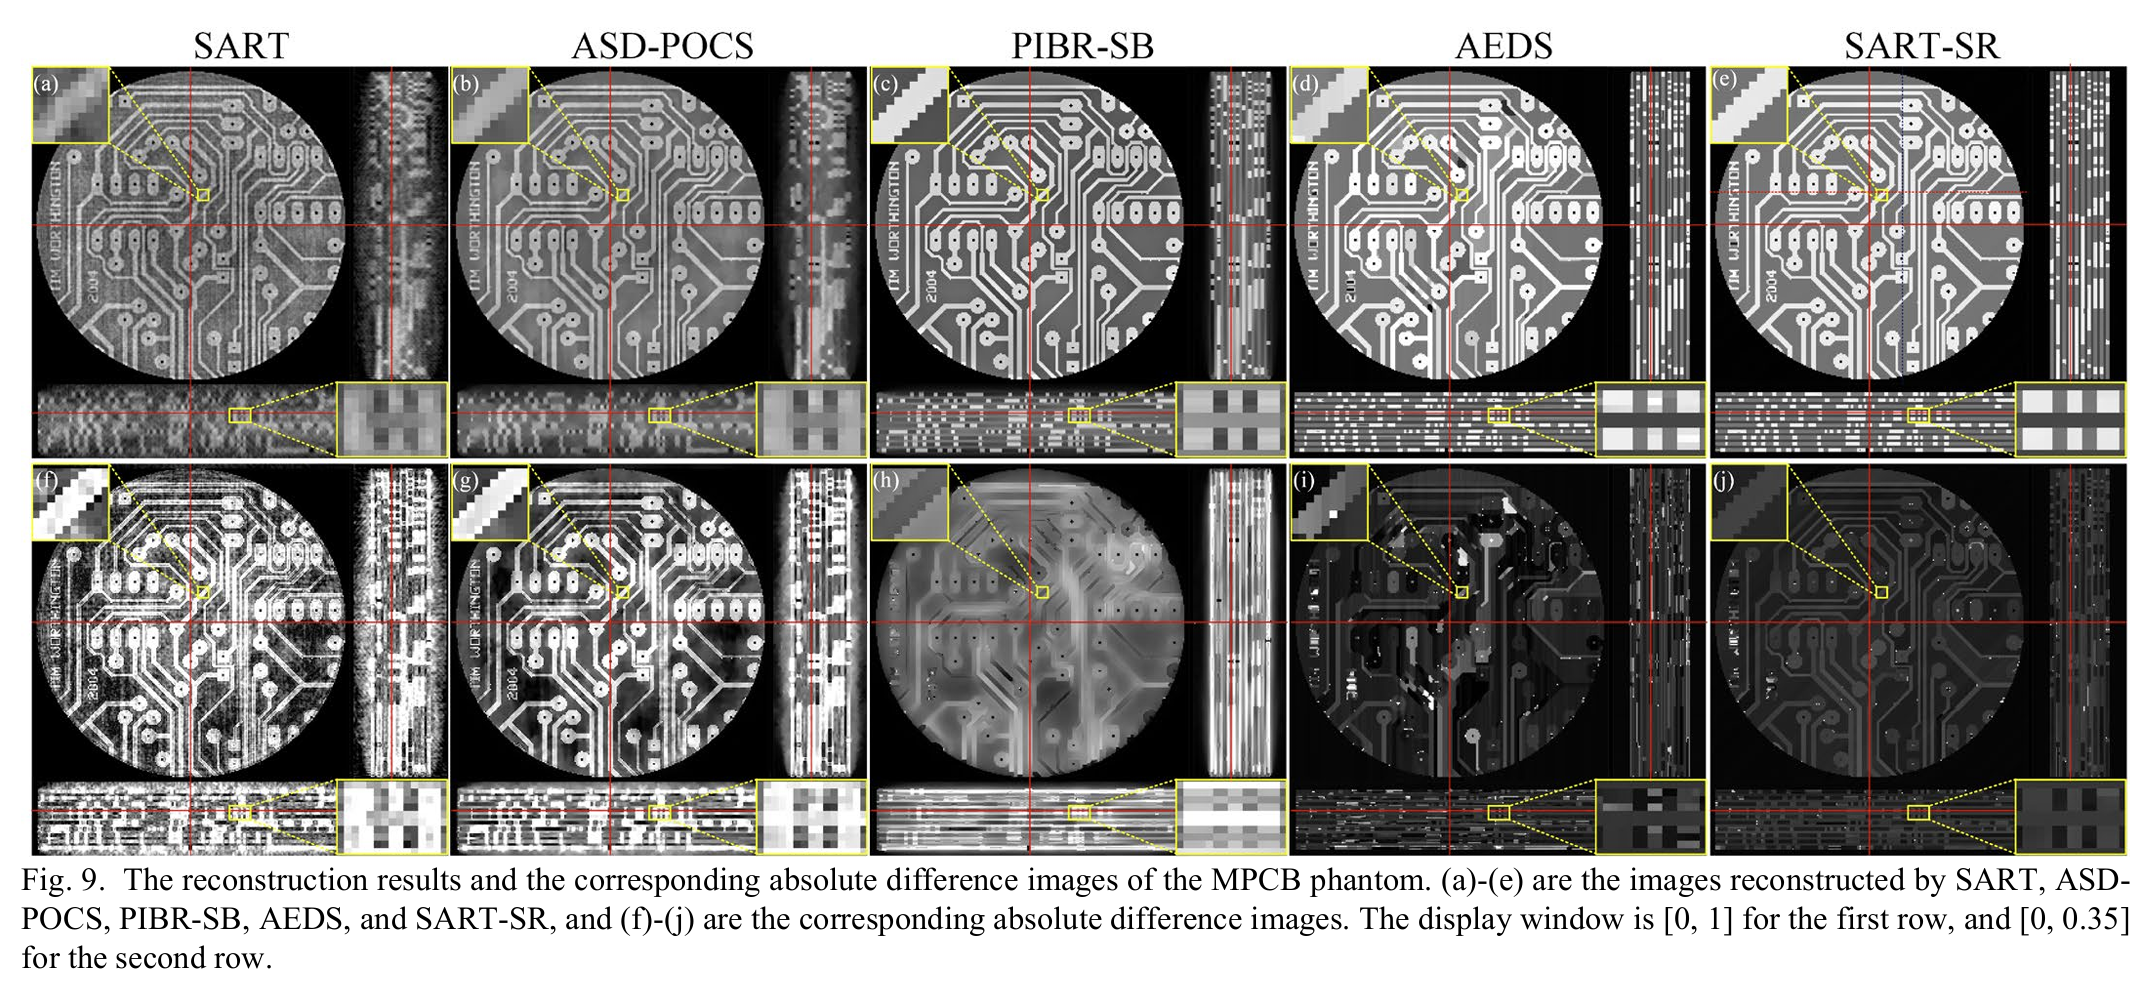 SART ASD-POCS PIBR-SB AEDS SART-SR
(a) (b) (c) (d) (e)
TIM WORTHINGTON TIM WORTHINGTON TIM WORTHINGTON TIM WORTHINGTON TIM WORTHINGTON
2004 2004 2004 2004 2004
(f) (g) (h) (i) (j)
TIM WORTHINGTON TIM WORTHINGTON
2004 2004
Fig. 9. The reconstruction results and the corresponding absolute difference images of the MPCB phantom. (a)-(e) are the images reconstructed by SART, ASD-
POCS, PIBR-SB, AEDS, and SART-SR, and (f)-(j) are the corresponding absolute difference images. The display window is [0, 1] for the first row, and [0, 0.35]
for the second row.